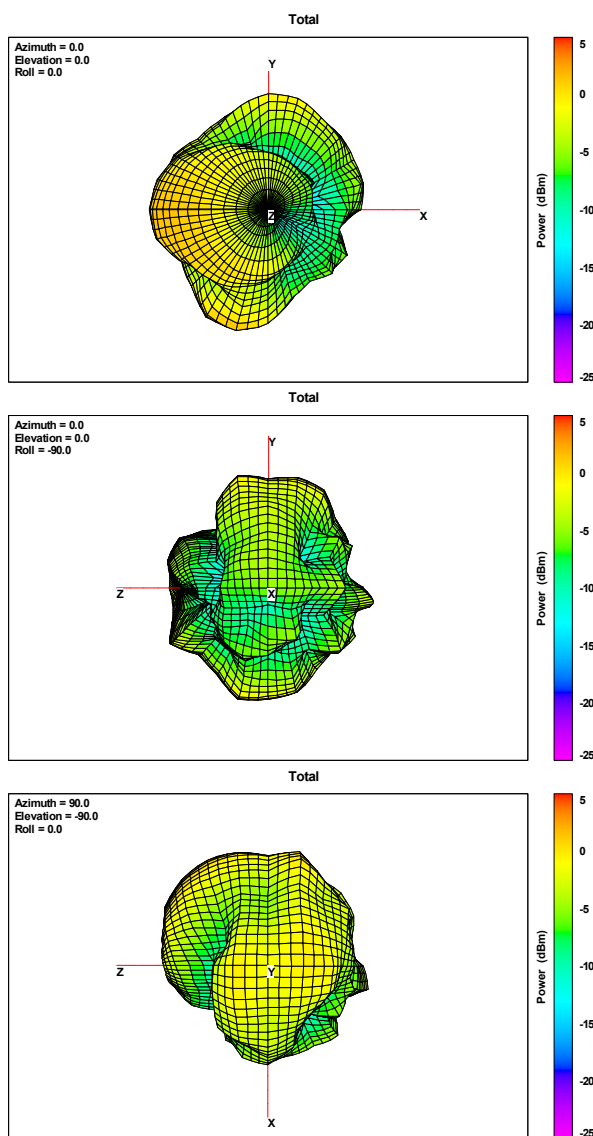 Total
Azimuth = 0.0
Elevation = 0.0
Roll = 0.0
Y
Z
X
5
0
-5
-10
-15
-20
-25
Power (dBm)
Total
Azimuth = 0.0
Elevation = 0.0
Roll = -90.0
Y
Z
X
5
0
-5
-10
-15
-20
-25
Power (dBm)
Total
Azimuth = 90.0
Elevation = -90.0
Roll = 0.0
Z
Y
X
5
0
-5
-10
-15
-20
-25
Power (dBm)